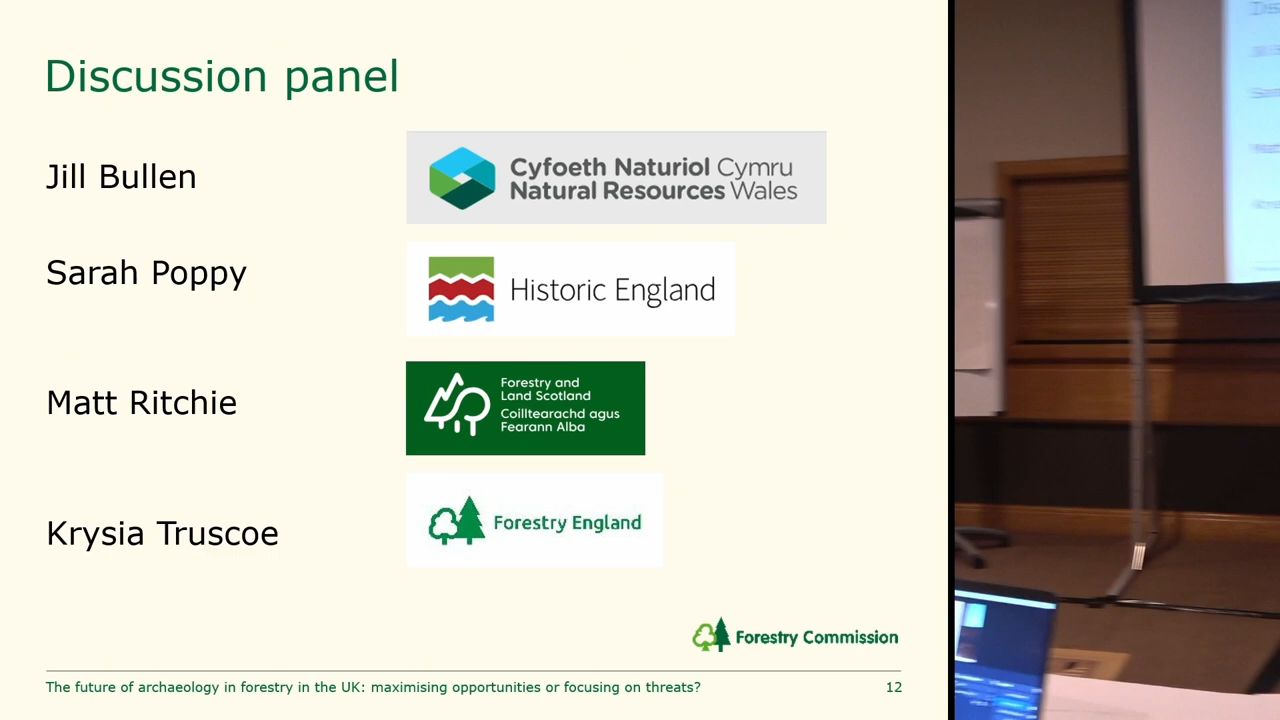 Discussion panel
Jill Bullen
Cyfoeth Naturiol Cymru
Natural Resources Wales
Sarah Poppy
Historic England
Matt Ritchie
Forestry and
Land Scotland
Coilltearachd agus
Fearann Alba
Krysia Truscoe
Forestry England
Forestry Commission
The future of archaeology in forestry in the UK: maximising opportunities or focusing on threats?
12